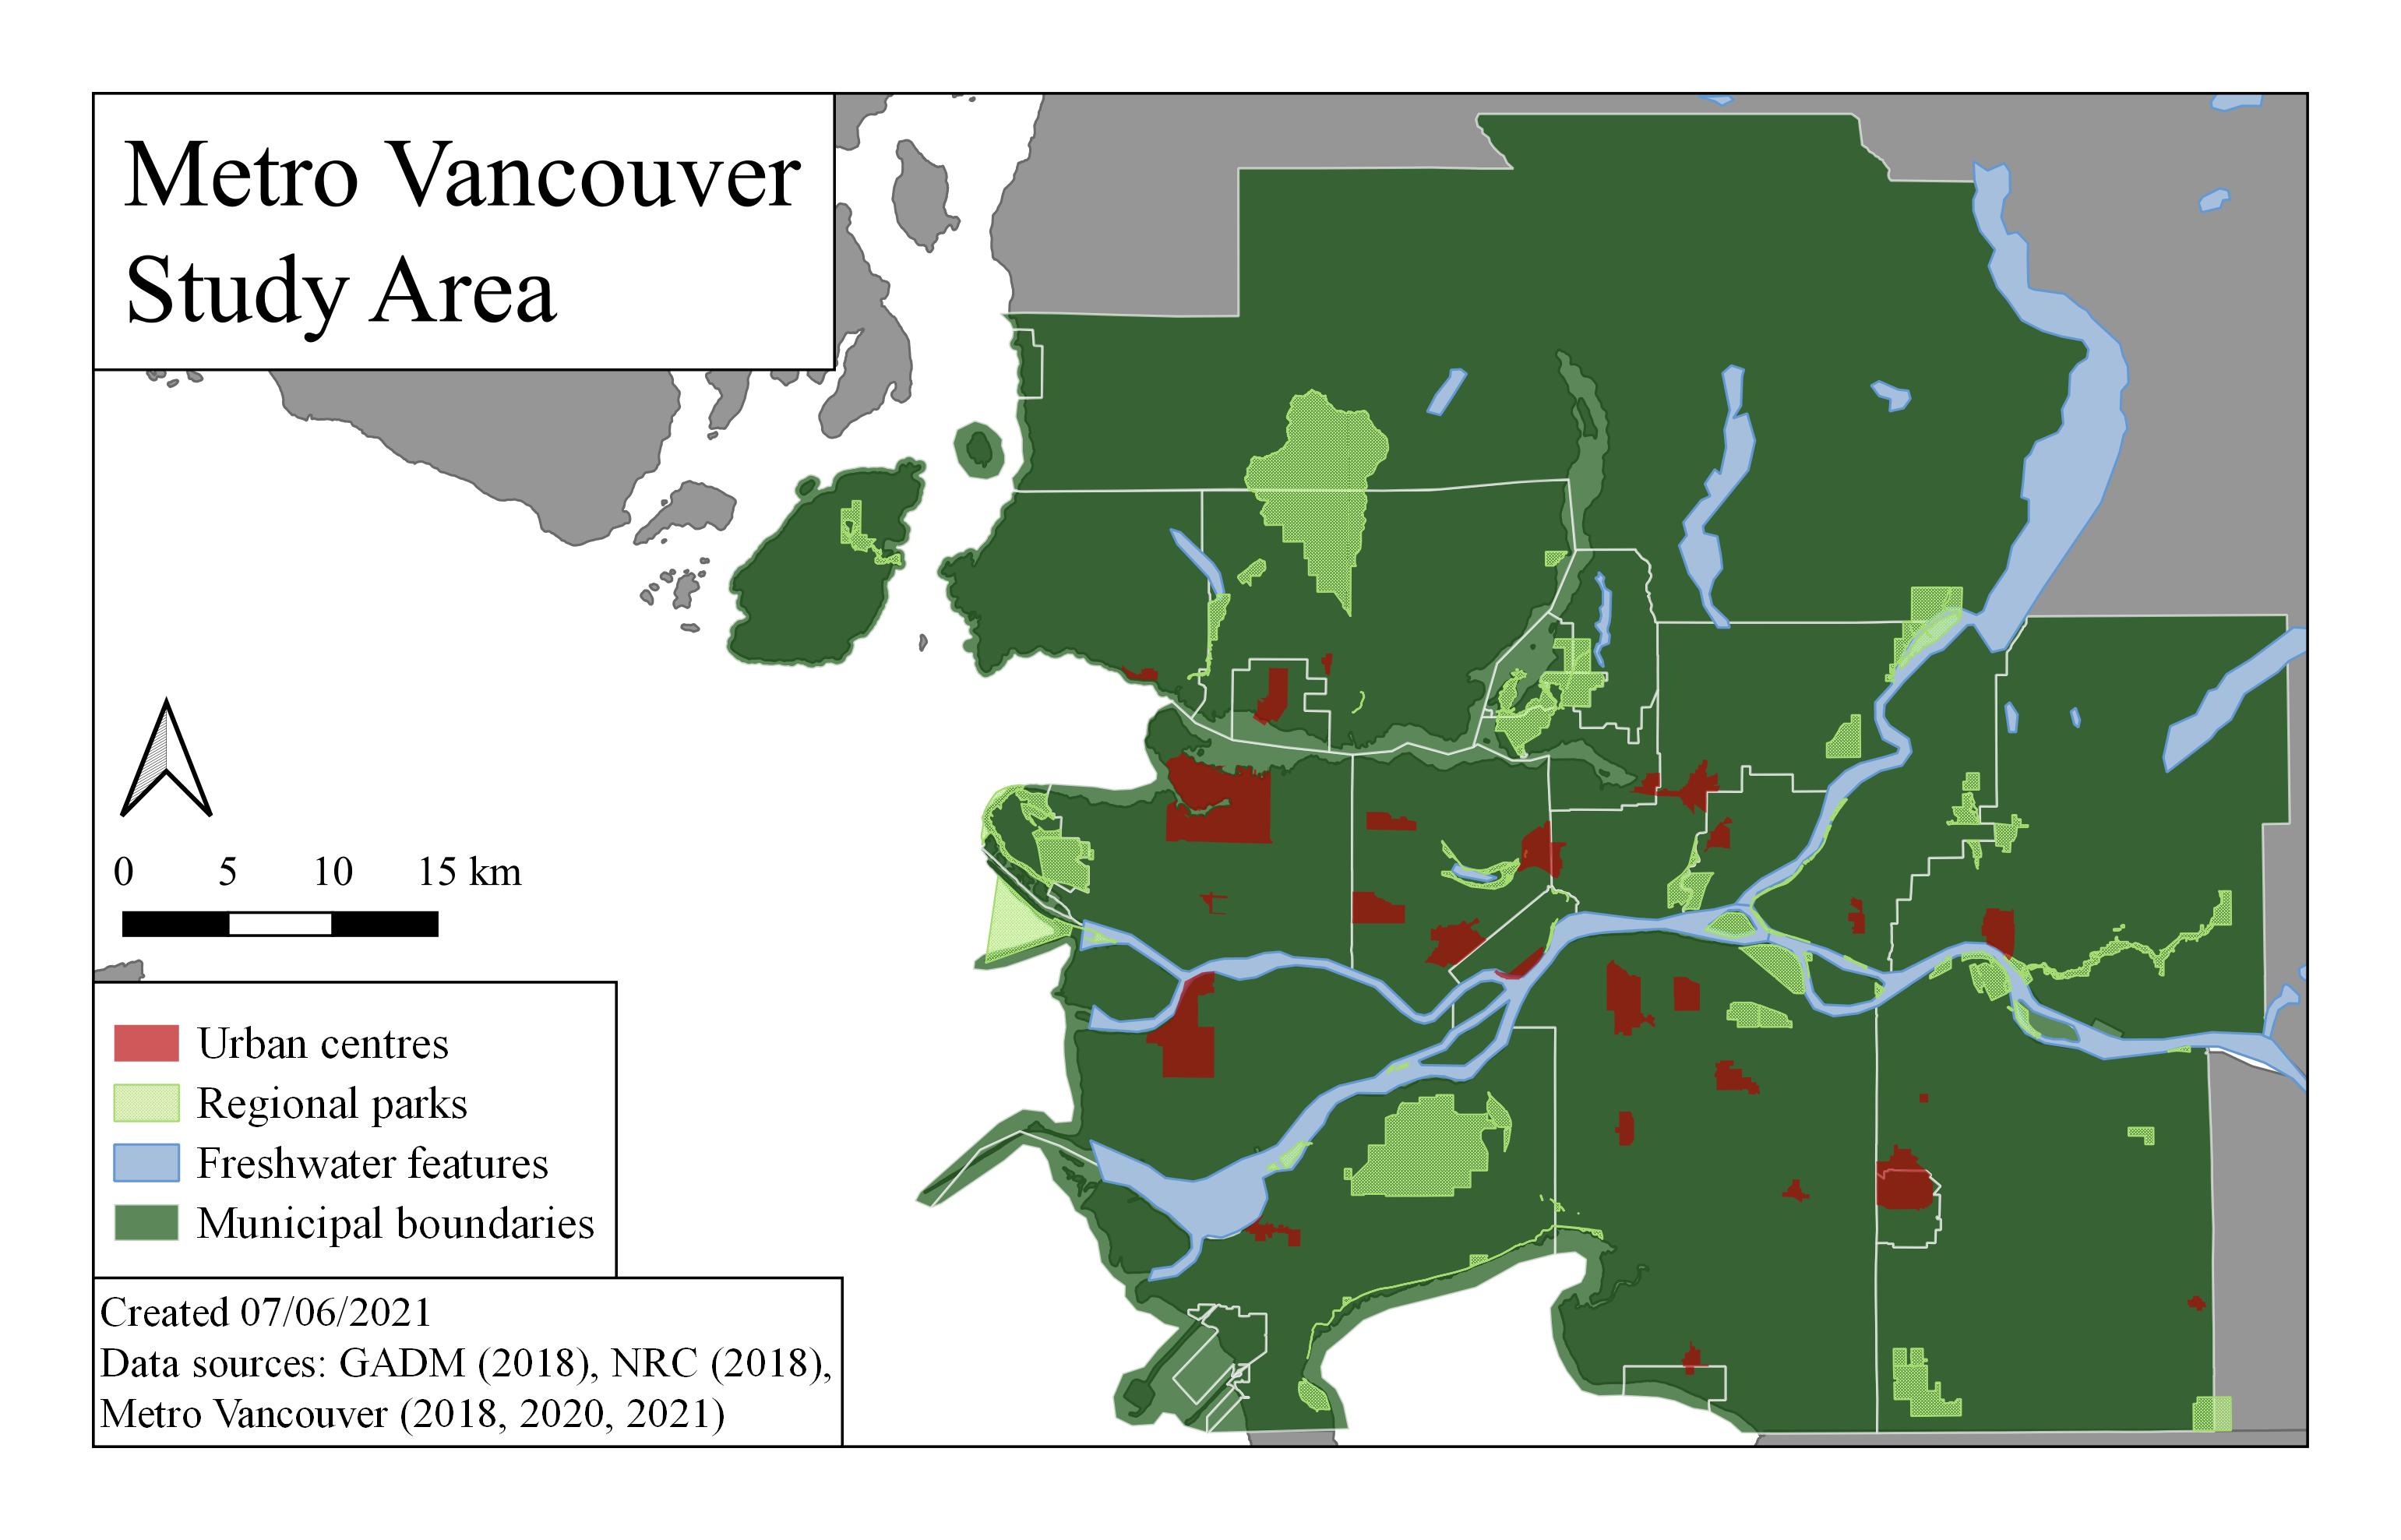 Metro Vancouver
Study Area
0 5 10 15 km
Urban centres
Regional parks
Freshwater features
Municipal boundaries
Created 07/06/2021
Data sources: GADM (2018), NRC (2018),
Metro Vancouver (2018, 2020, 2021)